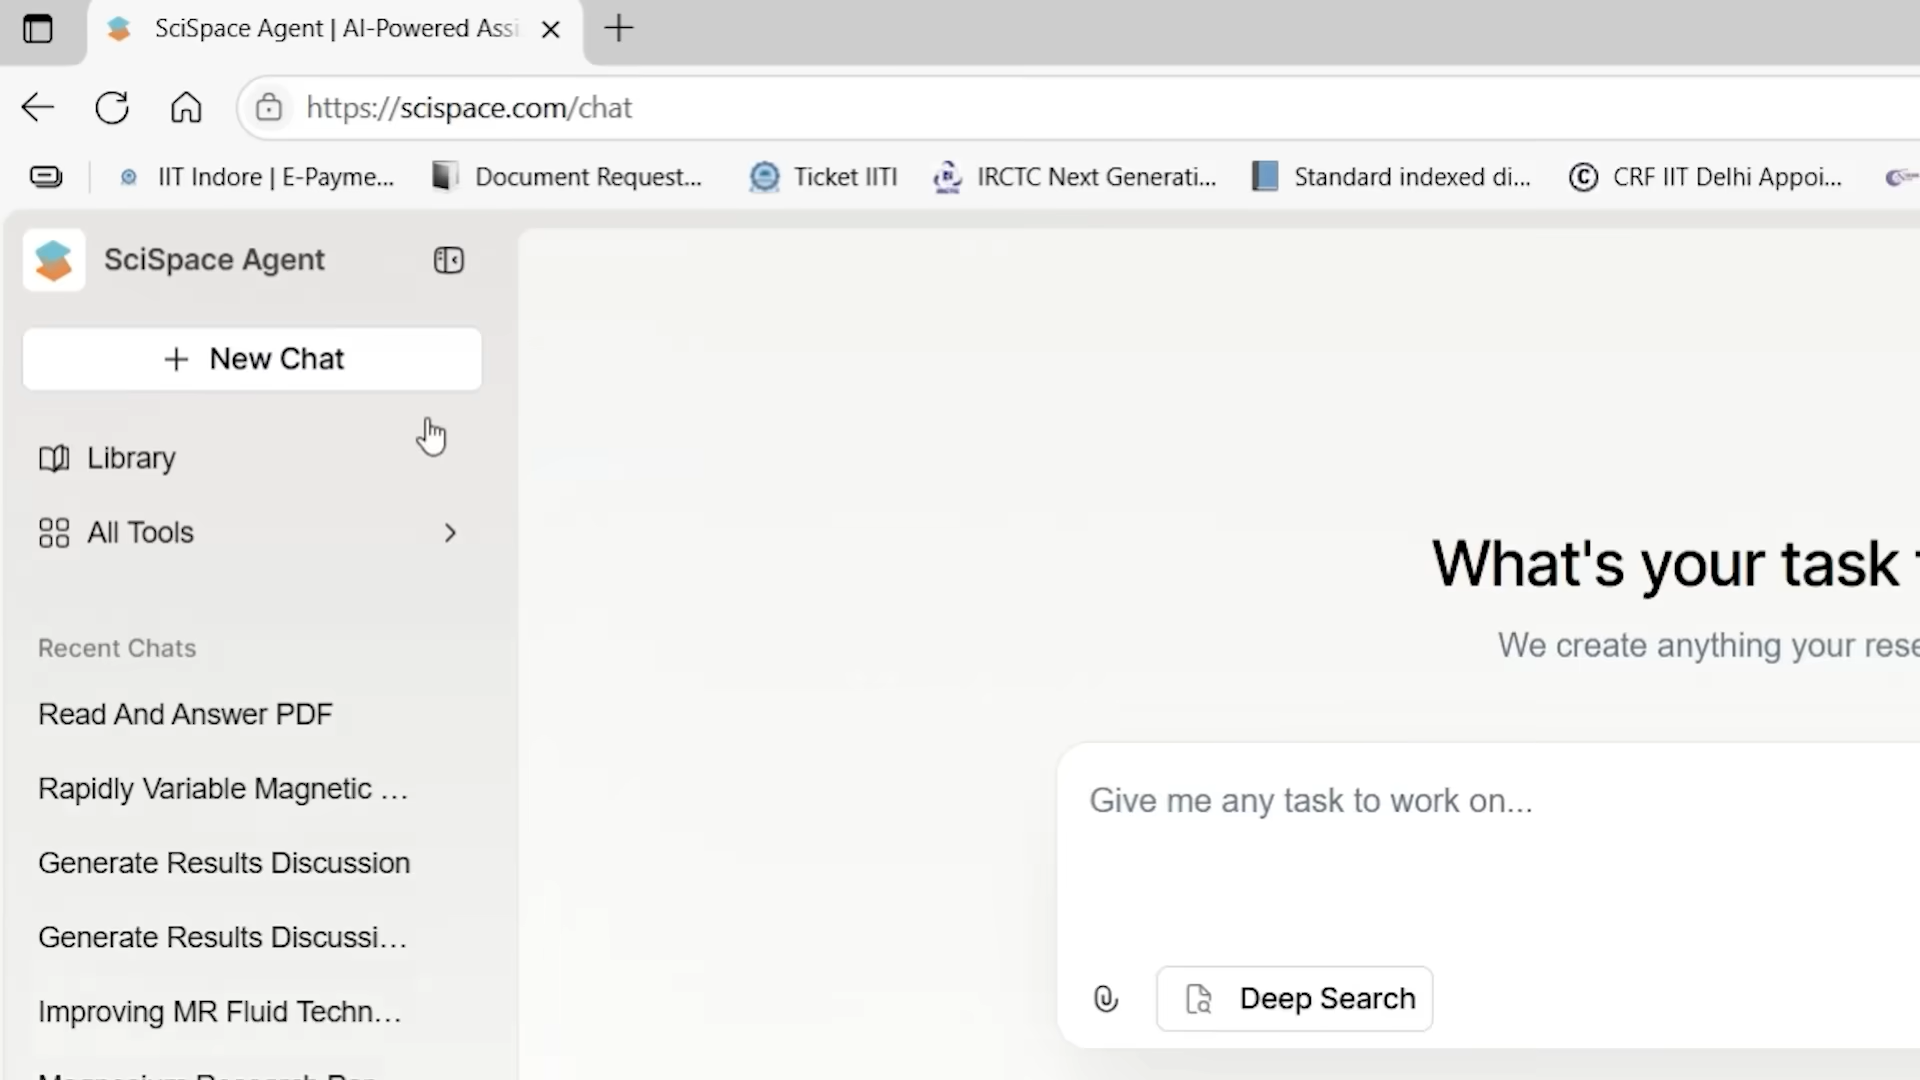 SciSpace Agent | AI-Powered Assi
https://scispace.com/chat
IIT Indore | E-Payme...
Document Request...
Ticket IITI
IRCTC Next Generati...
Standard indexed di...
CRF IIT Delhi Appoi...
SciSpace Agent
+ New Chat
Library
All Tools
Recent Chats
Read And Answer PDF
Rapidly Variable Magnetic ...
Generate Results Discussion
Generate Results Discussi...
Improving MR Fluid Techn...
What's your task
We create anything your rese
Give me any task to work on...
Deep Search